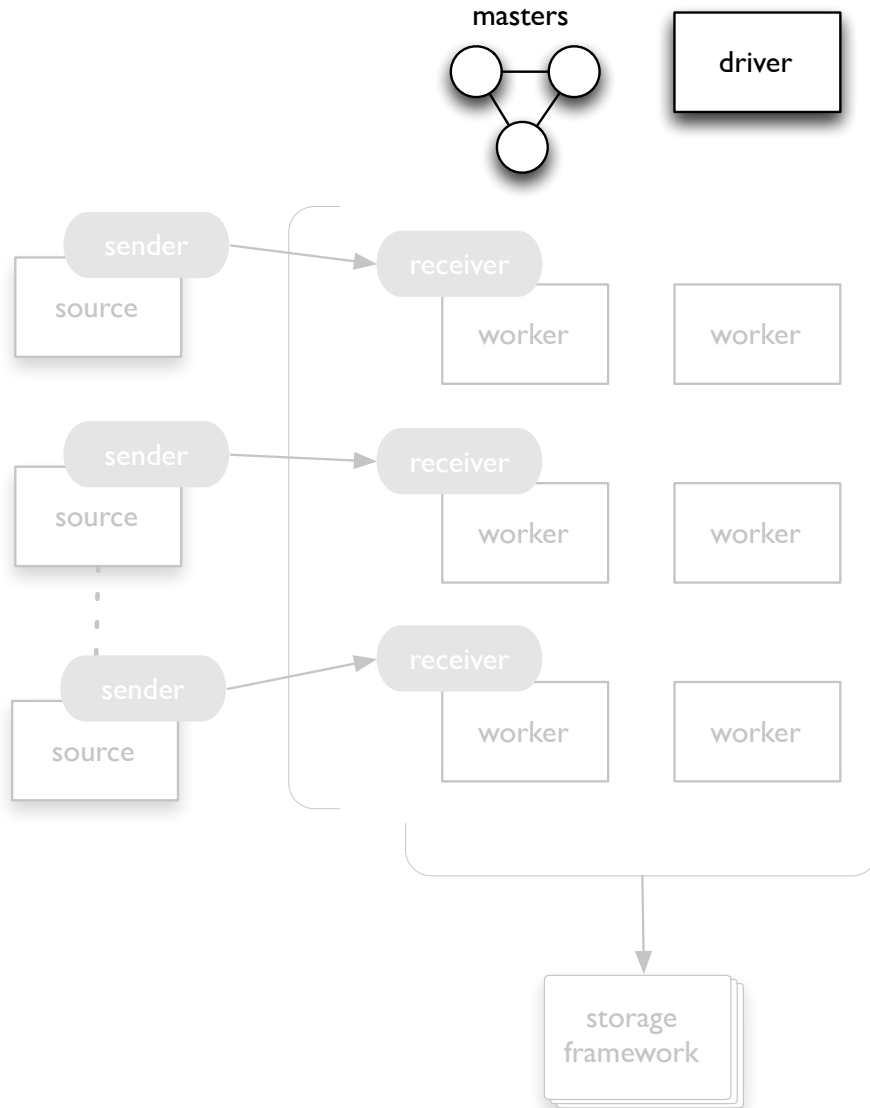 masters
driver
sender
receiver
source
worker
worker
sender
receiver
source
worker
worker
sender
receiver
source
worker
worker
storage
framework